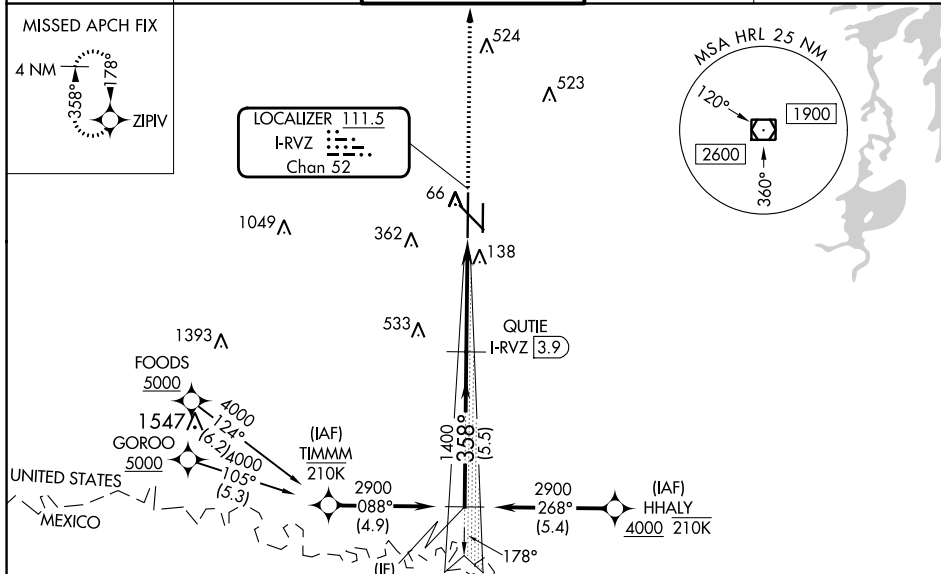 MISSED APCH FIX
4 NM
358°
178°
ZIPIV
LOCALIZER 111.5
I-RVZ
Chan 52
524
523
MSA HRL 25 NM
120°
1900
2600
360°
66
1049
362
138
533
QUTIE
I-RVZ 3.9
1393
FOODS
5000
1547
4000
124°
(6.2)
GOROO
5000
4000
105°
(5.3)
(IAF)
TIMMM
210K
1400
358°
(5.5)
UNITED STATES
MEXICO
2900
088°
(4.9)
2900
268°
(5.4)
(IAF)
HHALY
4000 210K
178°
(IF)